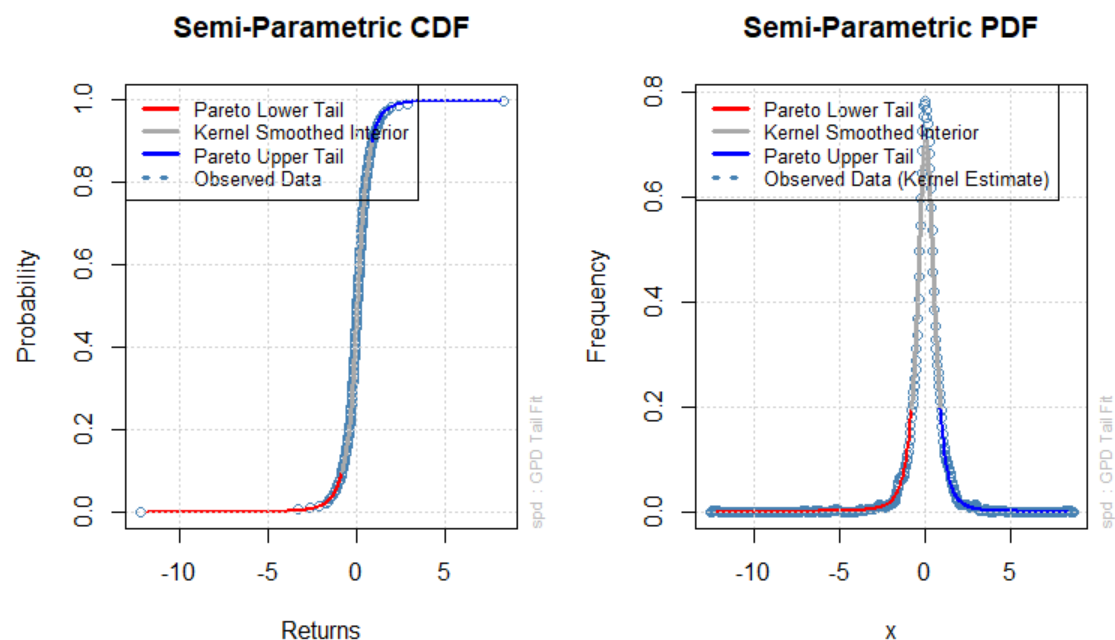 Semi-Parametric CDF
Pareto Lower Tail
Kernel Smoothed Interior
Pareto Upper Tail
Observed Data
Probability
1.0
0.8
0.6
0.4
0.2
0.0
-10 -5 0 5
Returns
spd : GPD Tail Fit
Semi-Parametric PDF
Pareto Lower Tail
Kernel Smoothed Interior
Pareto Upper Tail
Observed Data (Kernel Estimate)
Frequency
0.8
0.6
0.4
0.2
0.0
-10 -5 0 5
x
spd : GPD Tail Fit